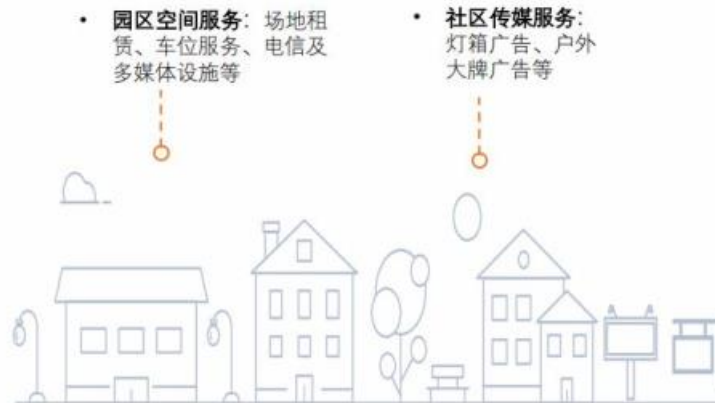 • 园区空间服务：场地租
赁、车位服务、电信及
多媒体设施等
• 社区传媒服务：
灯箱广告、户外
大牌广告等